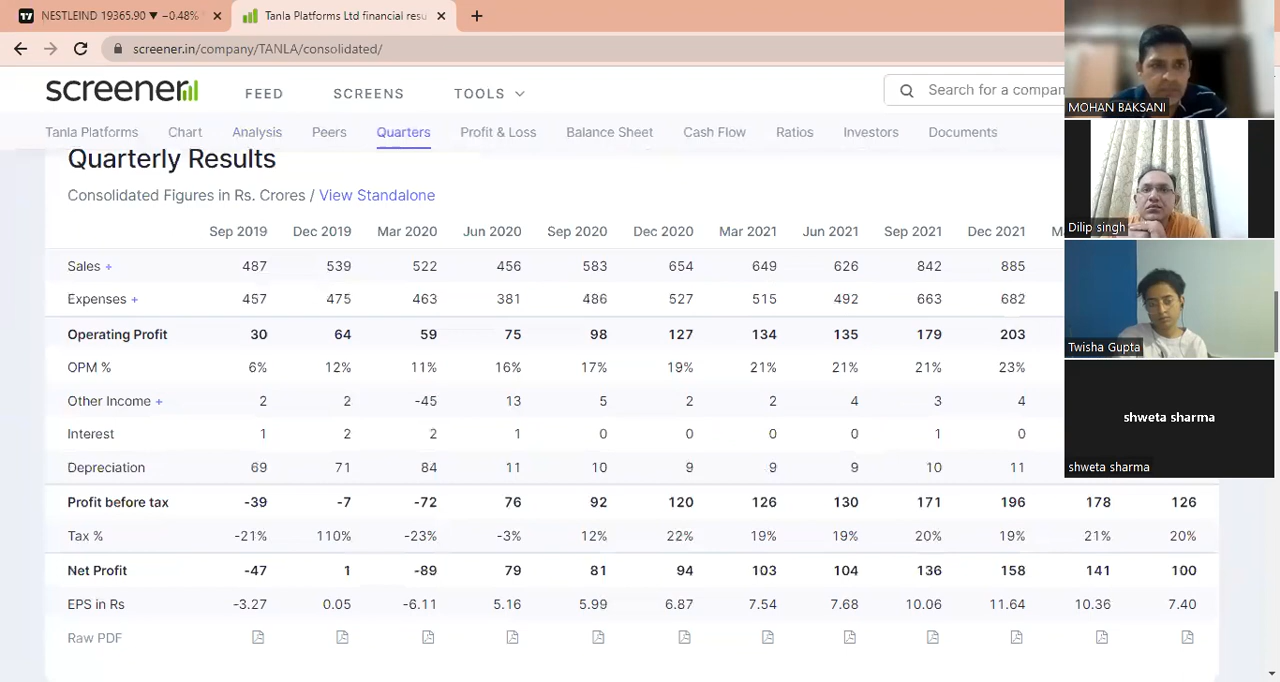 NESTLEIND 19365.90 ▼ −0.48%
Tanla Platforms Ltd financial resu
screener.in/company/TANLA/consolidated/
screener FEED SCREENS TOOLS Search for a compan
Tanla Platforms Chart Analysis Peers Quarters Profit & Loss Balance Sheet Cash Flow Ratios Investors Documents
Quarterly Results
Consolidated Figures in Rs. Crores / View Standalone
Sep 2019 Dec 2019 Mar 2020 Jun 2020 Sep 2020 Dec 2020 Mar 2021 Jun 2021 Sep 2021 Dec 2021 M
Sales + 487 539 522 456 583 654 649 626 842 885
Expenses + 457 475 463 381 486 527 515 492 663 682
Operating Profit 30 64 59 75 98 127 134 135 179 203
OPM % 6% 12% 11% 16% 17% 19% 21% 21% 21% 23%
Other Income + 2 2 -45 13 5 2 2 4 3 4
Interest 1 2 2 1 0 0 0 0 1 0
Depreciation 69 71 84 11 10 9 9 9 10 11
Profit before tax -39 -7 -72 76 92 120 126 130 171 196 178 126
Tax % -21% 110% -23% -3% 12% 22% 19% 19% 20% 19% 21% 20%
Net Profit -47 1 -89 79 81 94 103 104 136 158 141 100
EPS in Rs -3.27 0.05 -6.11 5.16 5.99 6.87 7.54 7.68 10.06 11.64 10.36 7.40
Raw PDF
MOHAN BAKSANI
Dilip singh
Twisha Gupta
shweta sharma
shweta sharma